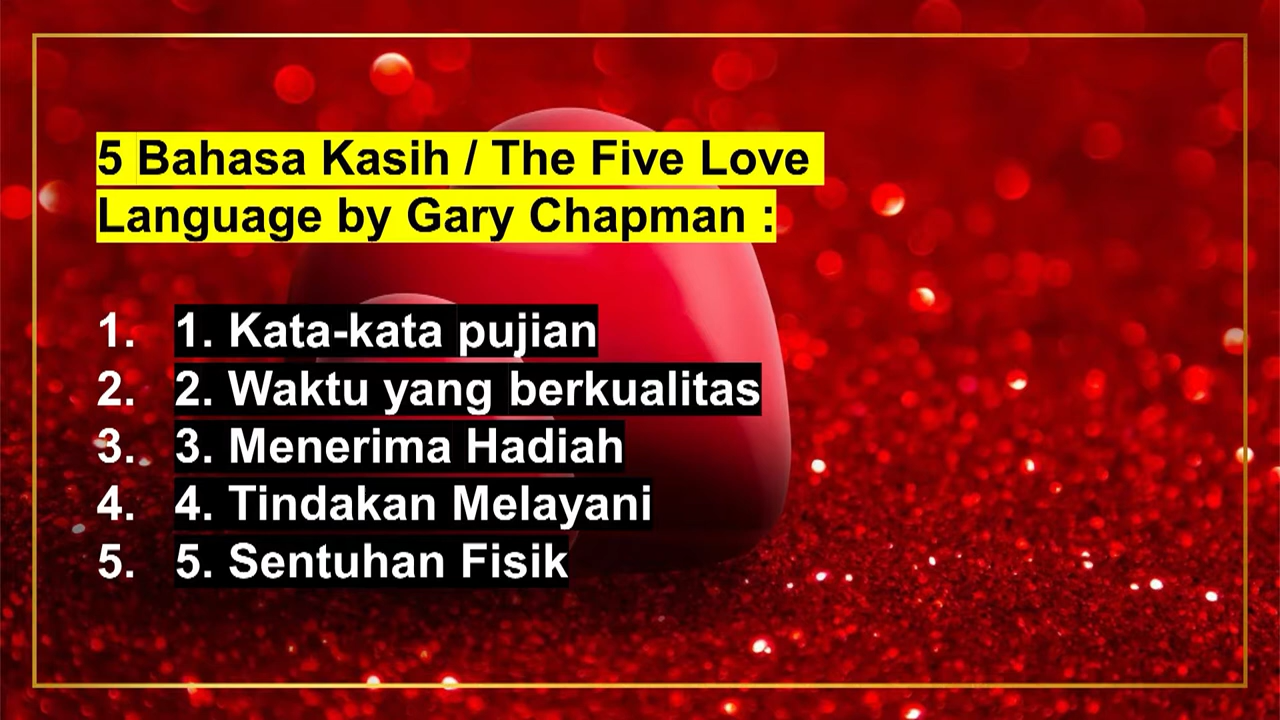 5 Bahasa Kasih / The Five Love
Language by Gary Chapman :
1. 1. Kata-kata pujian
2. 2. Waktu yang berkualitas
3. 3. Menerima Hadiah
4. 4. Tindakan Melayani
5. 5. Sentuhan Fisik